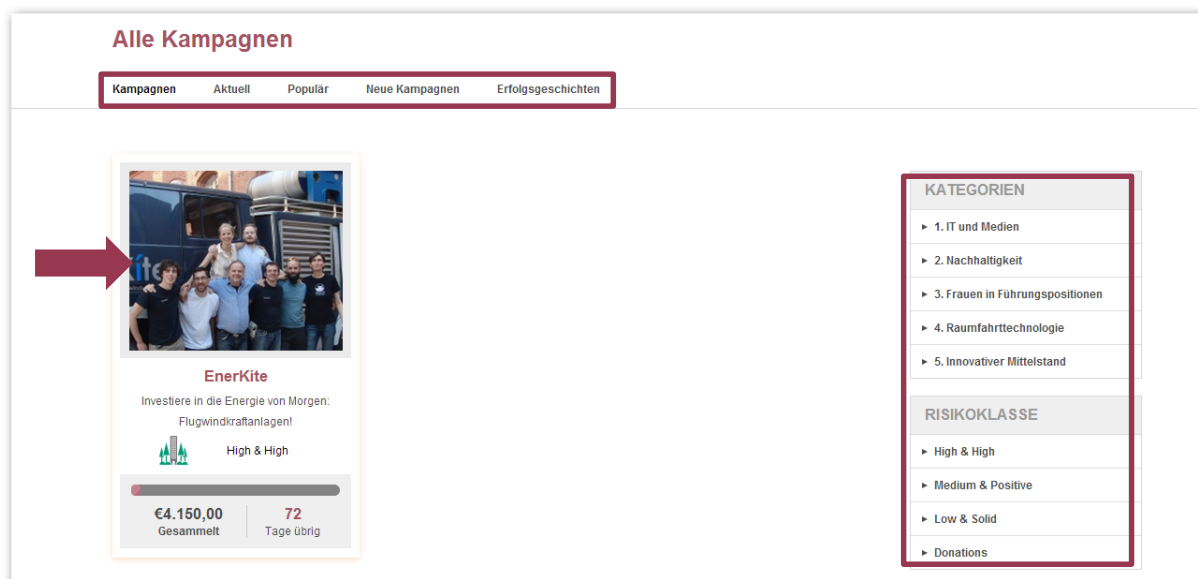 Alle Kampagnen
Kampagnen Aktuell Populär Neue Kampagnen Erfolgsgeschichten
EnerKite
Investiere in die Energie von Morgen:
Flugwindkraftanlagen!
High & High
€4.150,00
Gesammelt
72
Tage übrig
KATEGORIEN
1. IT und Medien
2. Nachhaltigkeit
3. Frauen in Führungspositionen
4. Raumfahrttechnologie
5. Innovativer Mittelstand
RISIKOKLASSE
High & High
Medium & Positive
Low & Solid
Donations